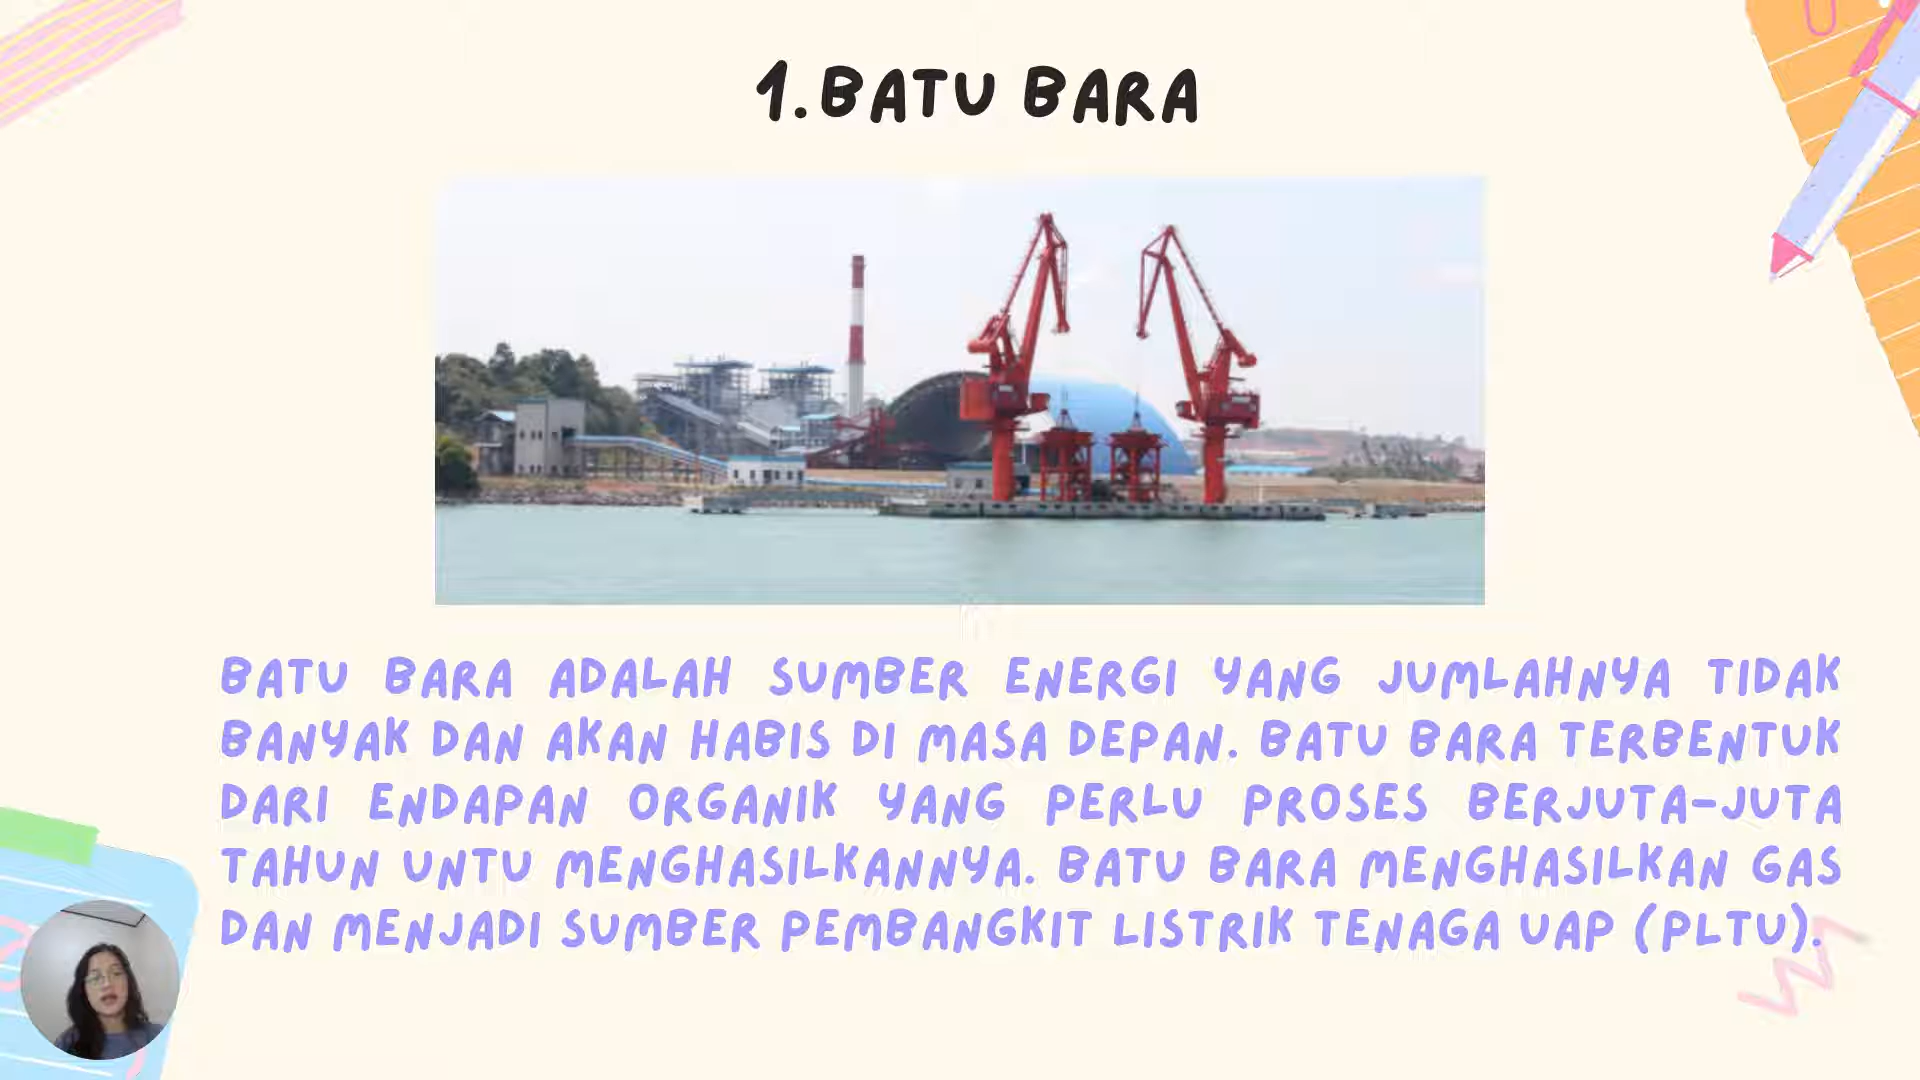 1.BATU BARA
BATU BARA ADALAH SUMBER ENERGI YANG JUMLAHNYA TIDAK
BANYAK DAN AKAN HABIS DI MASA DEPAN. BATU BARA TERBENTUK
DARI ENDAPAN ORGANIK YANG PERLU PROSES BERJUTA-JUTA
TAHUN UNTU MENGHASILKANNYA. BATU BARA MENGHASILKAN GAS
DAN MENJADI SUMBER PEMBANGKIT LISTRIK TENAGA UAP (PLTU).